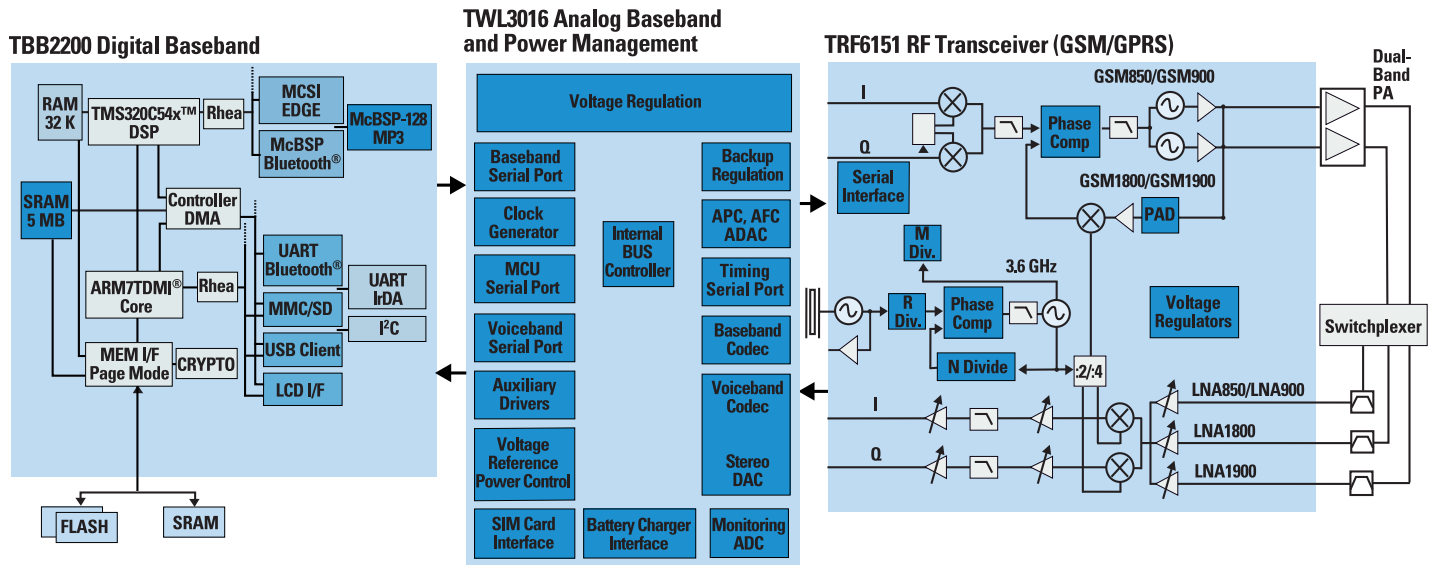 TBB2200 Digital Baseband
RAM
32 K
TMS320C54x™
DSP
Rhea
MCSI
EDGE
McBSP-128
MP3
McBSP
Bluetooth®
SRAM
5 MB
Controller
DMA
UART
Bluetooth®
ARM7TDMI®
Core
Rhea
UART
IrDA
MMC/SD
I²C
USB Client
MEM I/F
Page Mode
CRYPTO
LCD I/F
FLASH
SRAM
TWL3016 Analog Baseband
and Power Management
Voltage Regulation
Baseband
Serial Port
Backup
Regulation
Clock
Generator
Internal
BUS
Controller
APC, AFC
ADAC
MCU
Serial Port
Timing
Serial Port
Voiceband
Serial Port
Baseband
Codec
Auxiliary
Drivers
Voiceband
Codec
Voltage
Reference
Power Control
Stereo
DAC
SIM Card
Interface
Battery Charger
Interface
Monitoring
ADC
TRF6151 RF Transceiver (GSM/GPRS)
Dual-
Band
PA
I
Q
GSM850/GSM900
Phase
Comp
Serial
Interface
GSM1800/GSM1900
PAD
M
Div.
3.6 GHz
R
Div.
Phase
Comp
Voltage
Regulators
N Divide
:2/:4
Switchplexer
I
LNA850/LNA900
LNA1800
Q
LNA1900